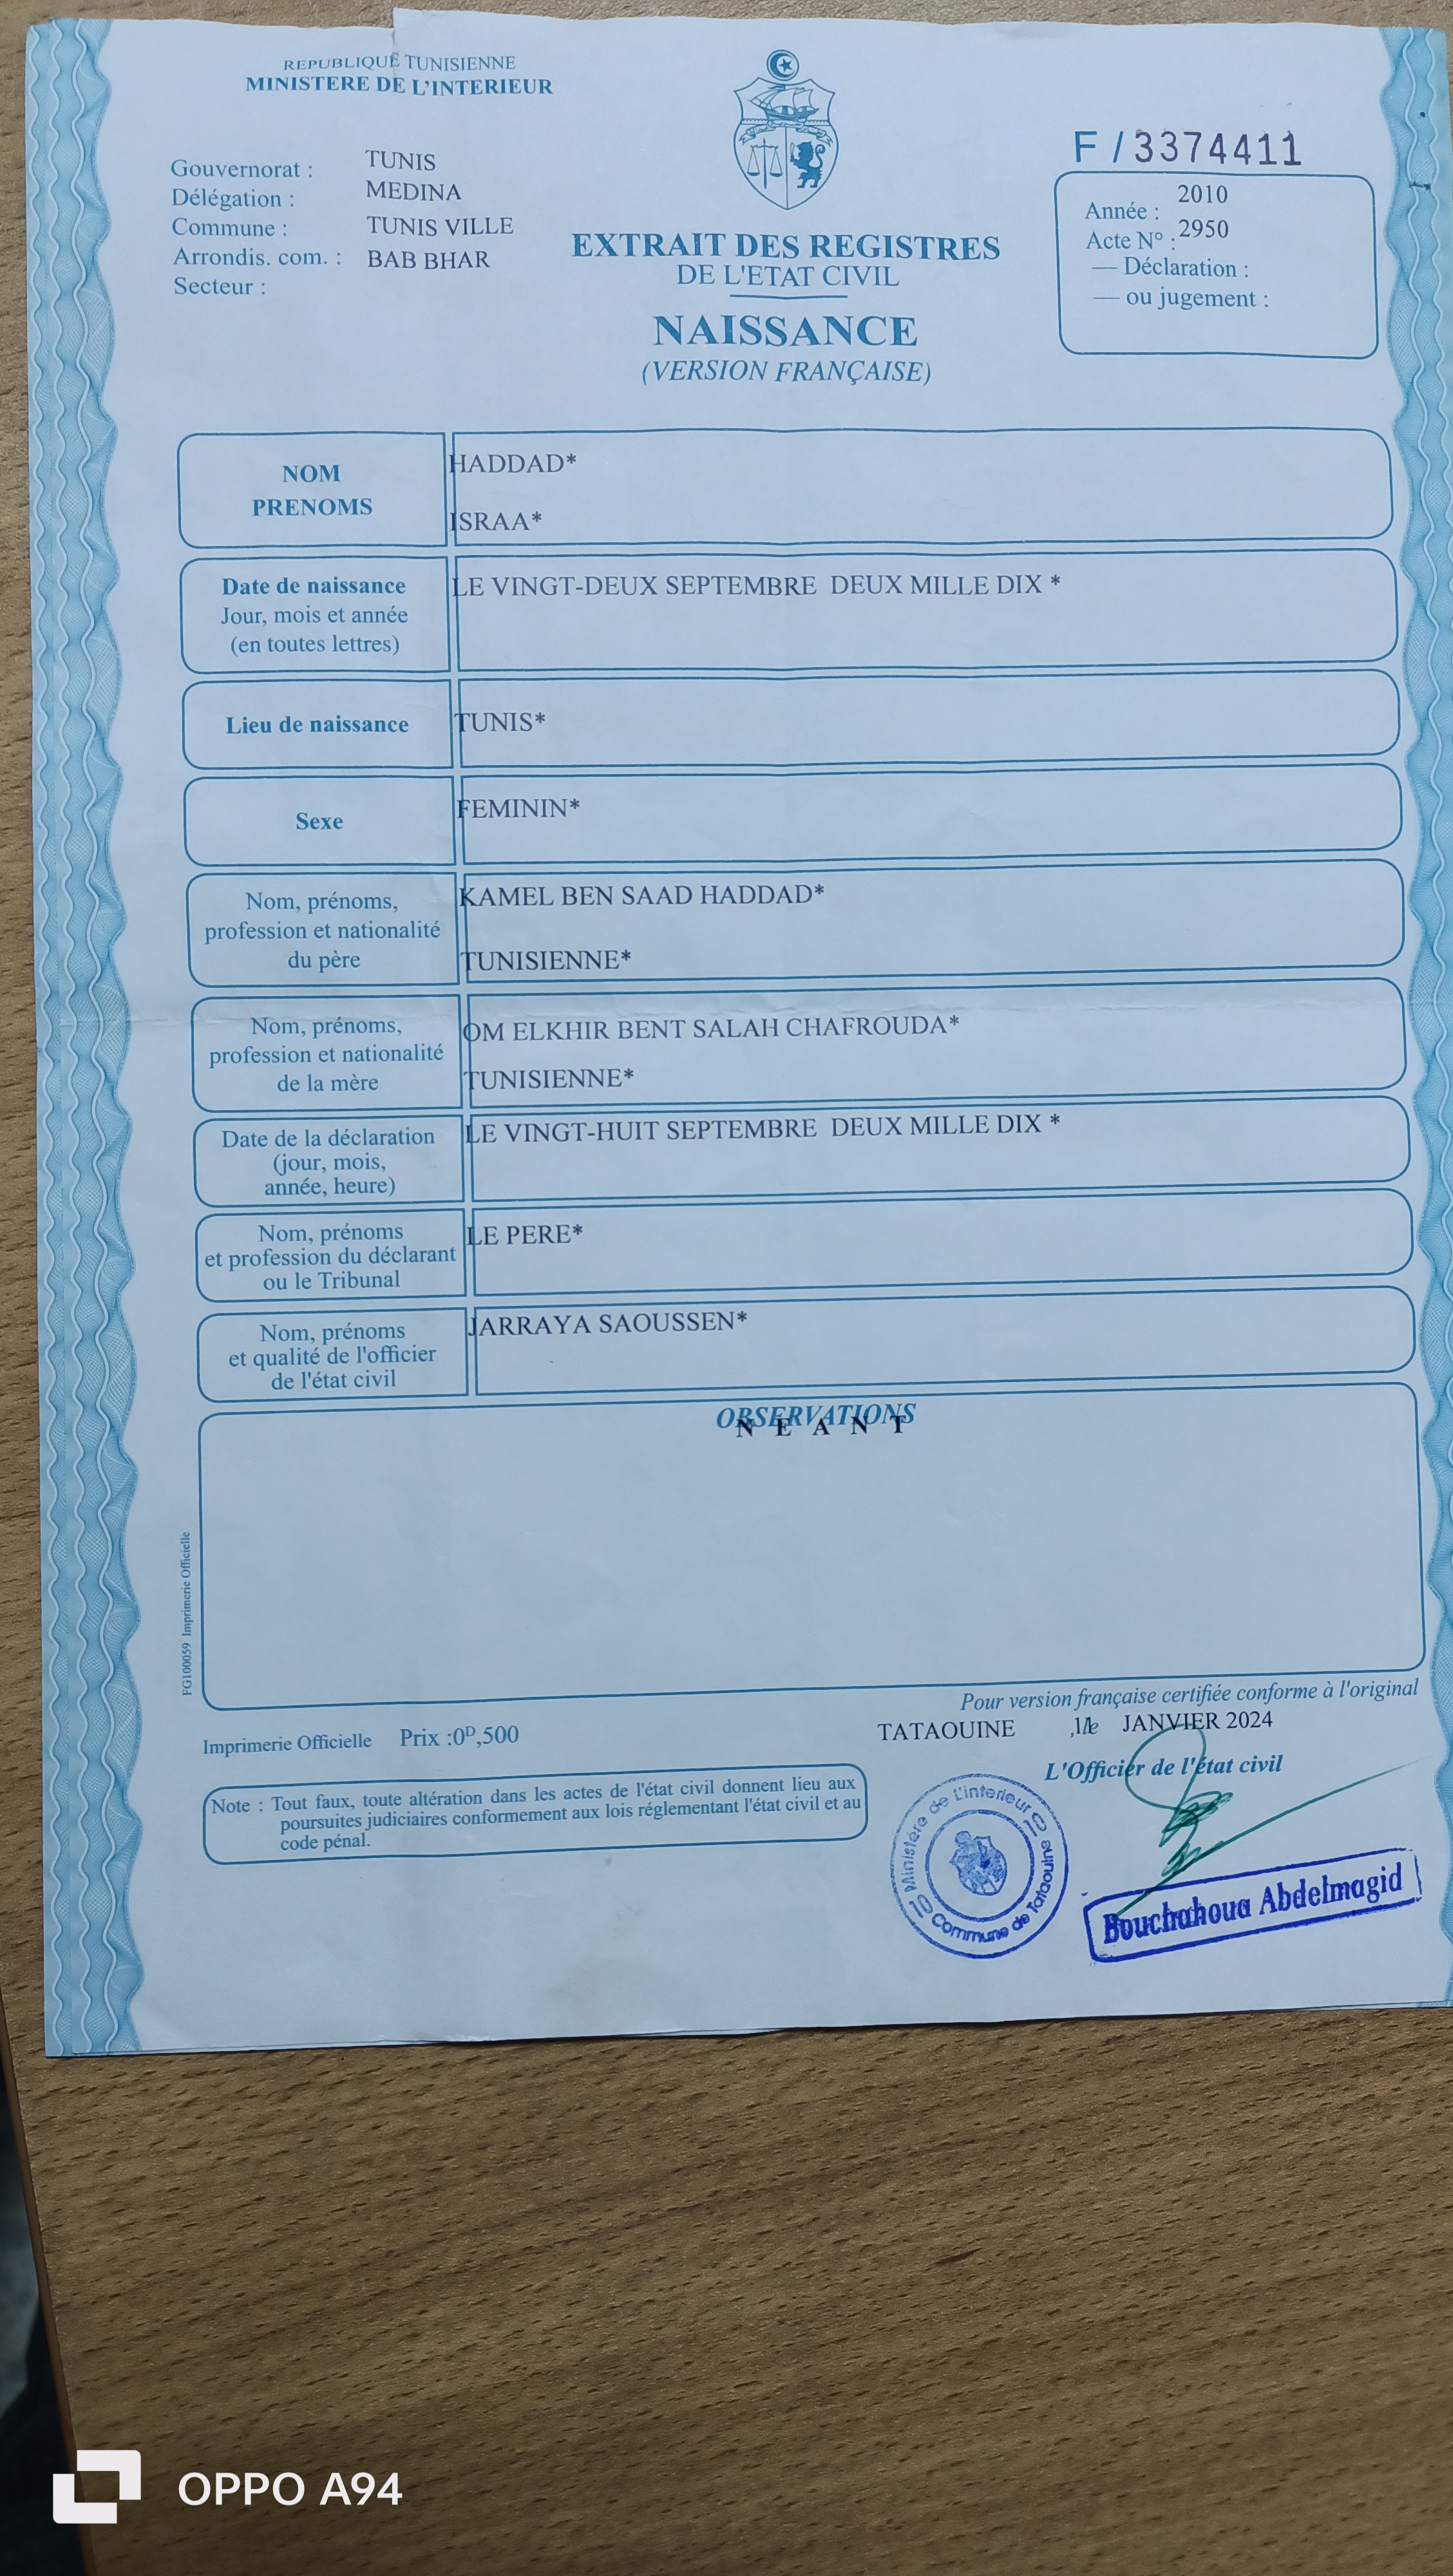 REPUBLIQUE TUNISIENNE
MINISTERE DE L'INTERIEUR
Gouvernorat : TUNIS
Délégation : MEDINA
Commune : TUNIS VILLE
Arrondis. com. : BAB BHAR
Secteur :
EXTRAIT DES REGISTRES
DE L'ETAT CIVIL
NAISSANCE
(VERSION FRANÇAISE)
F / 3374411
Année : 2010
Acte N° : 2950
— Déclaration :
— ou jugement :
NOM
PRENOMS
HADDAD*
ISRAA*
Date de naissance
Jour, mois et année
(en toutes lettres)
LE VINGT-DEUX SEPTEMBRE DEUX MILLE DIX *
Lieu de naissance
TUNIS*
Sexe
FEMININ*
Nom, prénoms,
profession et nationalité
du père
KAMEL BEN SAAD HADDAD*
TUNISIENNE*
Nom, prénoms,
profession et nationalité
de la mère
OM ELKHIR BENT SALAH CHAFROUDA*
TUNISIENNE*
Date de la déclaration
(jour, mois,
année, heure)
LE VINGT-HUIT SEPTEMBRE DEUX MILLE DIX *
Nom, prénoms
et profession du déclarant
ou le Tribunal
LE PERE*
Nom, prénoms
et qualité de l'officier
de l'état civil
JARRAYA SAOUSSEN*
OBSERVATIONS
N E A N T
FG100059 Imprimerie Officielle
Pour version française certifiée conforme à l'original
TATAOUINE ,le JANVIER 2024
L'Officier de l'état civil
Imprimerie Officielle Prix :0ᴰ,500
Note : Tout faux, toute altération dans les actes de l'état civil donnent lieu aux
poursuites judiciaires conformement aux lois réglementant l'état civil et au
code pénal.
Ministère de L'interieur
Commune de Tataouine
Bouchahoua Abdelmagid
OPPO A94